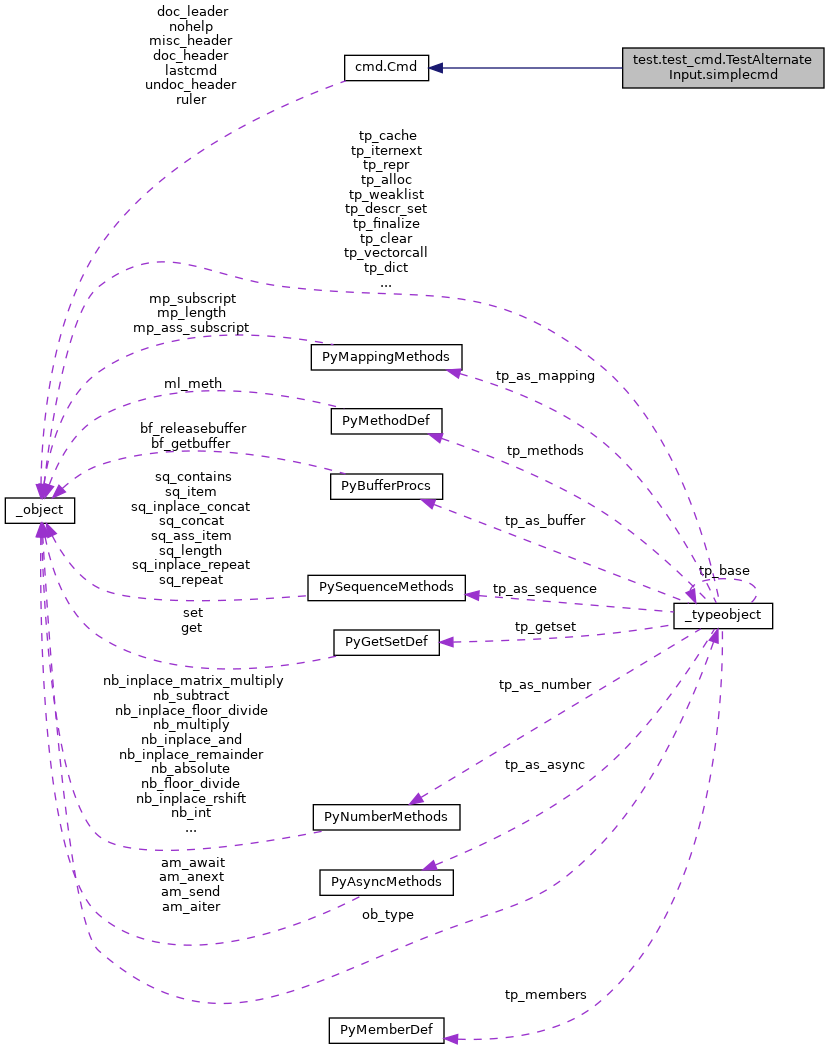 doc_leader
nohelp
misc_header
doc_header
lastcmd
undoc_header
ruler
cmd.Cmd
test.test_cmd.TestAlternate
Input.simplecmd
tp_cache
tp_iternext
tp_repr
tp_alloc
tp_weaklist
tp_descr_set
tp_finalize
tp_clear
tp_vectorcall
tp_dict
...
mp_subscript
mp_length
mp_ass_subscript
PyMappingMethods
tp_as_mapping
ml_meth
PyMethodDef
tp_methods
bf_releasebuffer
bf_getbuffer
PyBufferProcs
tp_as_buffer
_object
sq_contains
sq_item
sq_inplace_concat
sq_concat
sq_ass_item
sq_length
sq_inplace_repeat
sq_repeat
PySequenceMethods
tp_as_sequence
tp_base
_typeobject
set
get
PyGetSetDef
tp_getset
nb_inplace_matrix_multiply
nb_subtract
nb_inplace_floor_divide
nb_multiply
nb_inplace_and
nb_inplace_remainder
nb_absolute
nb_floor_divide
nb_inplace_rshift
nb_int
...
PyNumberMethods
tp_as_number
am_await
am_anext
am_send
am_aiter
PyAsyncMethods
tp_as_async
ob_type
tp_members
PyMemberDef